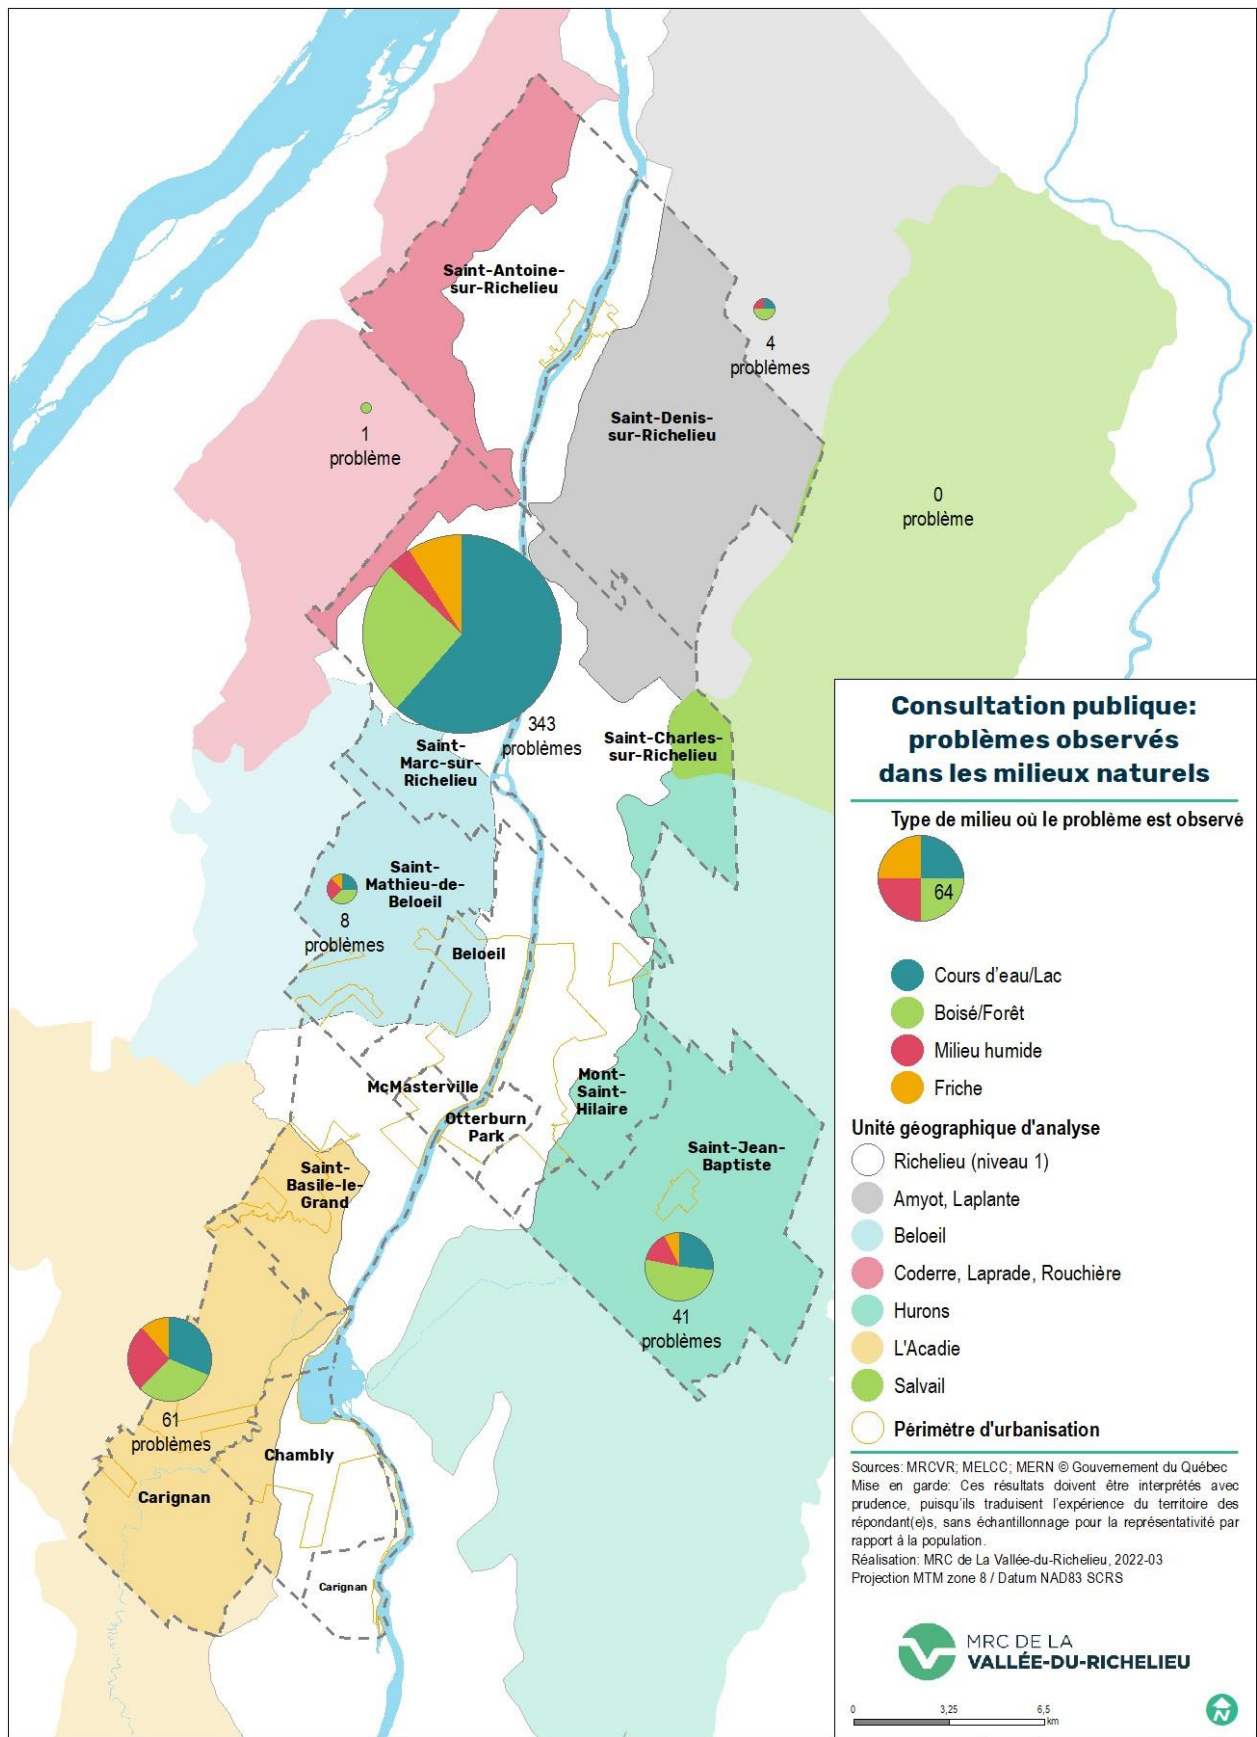 Saint-Antoine-
sur-Richelieu
4
problèmes
Saint-Denis-
sur-Richelieu
1
problème
0
problème
343
problèmes
Saint-
Marc-sur-
Richelieu
Saint-Charles-
sur-Richelieu
Saint-
Mathieu-de-
Beloeil
8
problèmes
Beloeil
McMasterville
Otterburn
Park
Mont-
Saint-
Hilaire
Saint-Jean-
Baptiste
Saint-
Basile-le-
Grand
41
problèmes
61
problèmes
Chambly
Carignan
Carignan
Consultation publique:
problèmes observés
dans les milieux naturels
Type de milieu où le problème est observé
64
Cours d'eau/Lac
Boisé/Forêt
Milieu humide
Friche
Unité géographique d'analyse
Richelieu (niveau 1)
Amyot, Laplante
Beloeil
Coderre, Laprade, Rouchière
Hurons
L'Acadie
Salvail
Périmètre d'urbanisation
Sources: MRCVR; MELCC; MERN © Gouvernement du Québec
Mise en garde: Ces résultats doivent être interprétés avec
prudence, puisqu'ils traduisent l'expérience du territoire des
répondant(e)s, sans échantillonnage pour la représentativité par
rapport à la population.
Réalisation: MRC de La Vallée-du-Richelieu, 2022-03
Projection MTM zone 8 / Datum NAD83 SCRS
MRC DE LA
VALLÉE-DU-RICHELIEU
0 3,25 6,5
km
N